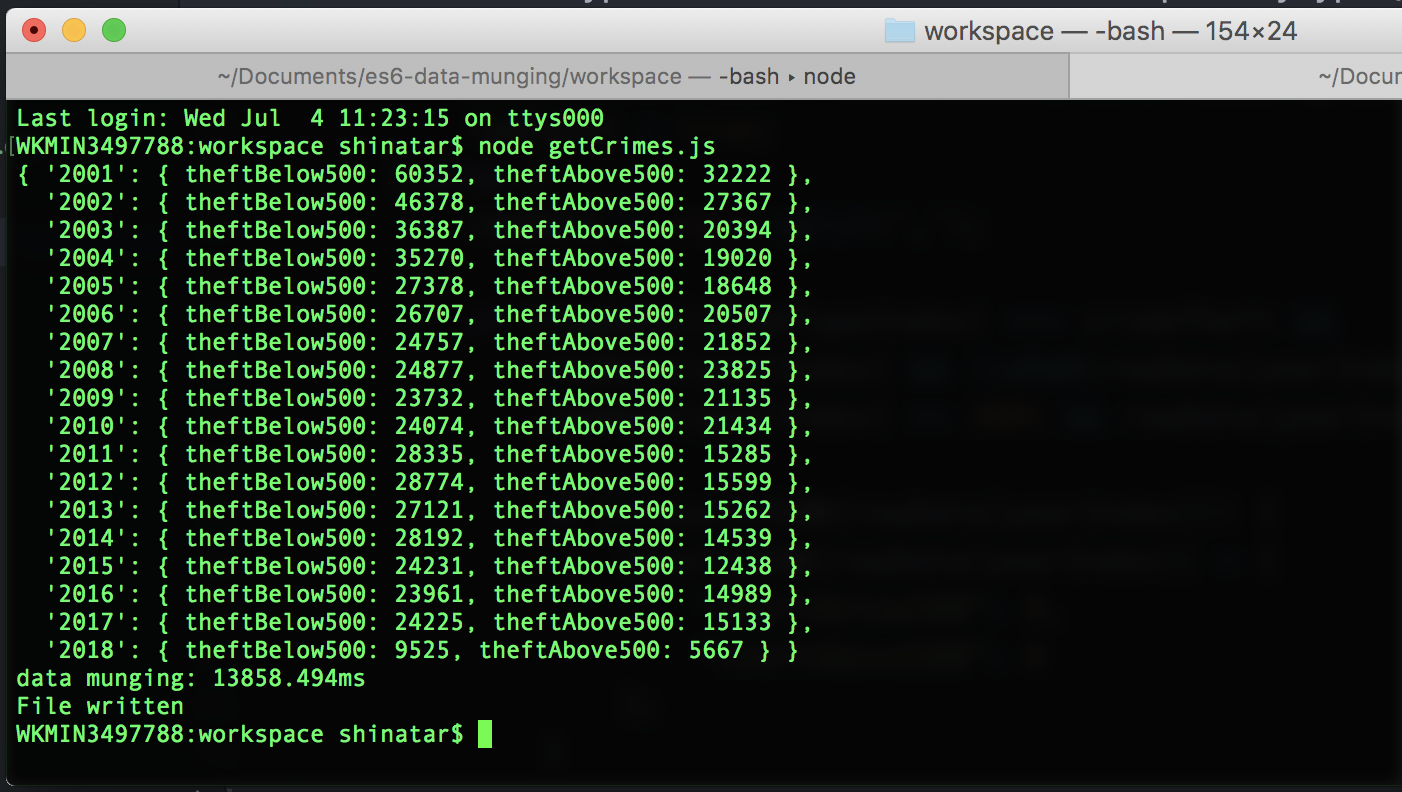 workspace — -bash — 154×24
~/Documents/es6-data-munging/workspace — -bash ▸ node
~/Docur
Last login: Wed Jul  4 11:23:15 on ttys000
[WKMIN3497788:workspace shinatar$ node getCrimes.js
{ '2001': { theftBelow500: 60352, theftAbove500: 32222 },
  '2002': { theftBelow500: 46378, theftAbove500: 27367 },
  '2003': { theftBelow500: 36387, theftAbove500: 20394 },
  '2004': { theftBelow500: 35270, theftAbove500: 19020 },
  '2005': { theftBelow500: 27378, theftAbove500: 18648 },
  '2006': { theftBelow500: 26707, theftAbove500: 20507 },
  '2007': { theftBelow500: 24757, theftAbove500: 21852 },
  '2008': { theftBelow500: 24877, theftAbove500: 23825 },
  '2009': { theftBelow500: 23732, theftAbove500: 21135 },
  '2010': { theftBelow500: 24074, theftAbove500: 21434 },
  '2011': { theftBelow500: 28335, theftAbove500: 15285 },
  '2012': { theftBelow500: 28774, theftAbove500: 15599 },
  '2013': { theftBelow500: 27121, theftAbove500: 15262 },
  '2014': { theftBelow500: 28192, theftAbove500: 14539 },
  '2015': { theftBelow500: 24231, theftAbove500: 12438 },
  '2016': { theftBelow500: 23961, theftAbove500: 14989 },
  '2017': { theftBelow500: 24225, theftAbove500: 15133 },
  '2018': { theftBelow500: 9525, theftAbove500: 5667 } }
data munging: 13858.494ms
File written
WKMIN3497788:workspace shinatar$